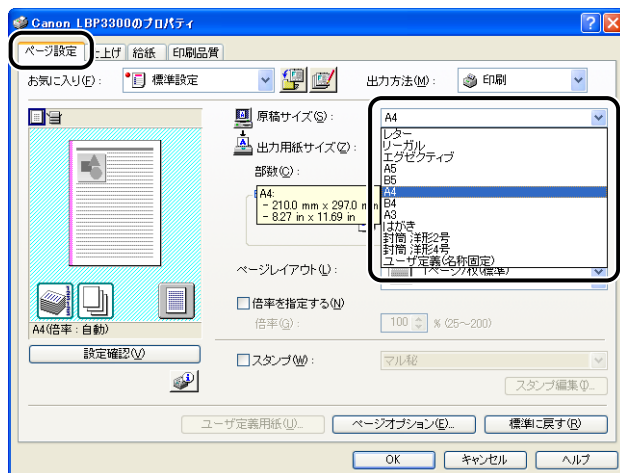 Canon LBP3300のプロパティ
ページ設定 上げ 給紙 印刷品質
お気に入り(F): 標準設定 出力方法(M): 印刷
原稿サイズ(S): A4
出力用紙サイズ(Z):
部数(C):
レター
リーガル
エグゼクティブ
A5
B5
A4
B4
A3
はがき
封筒 洋形2号
封筒 洋形4号
ユーザ定義(名称固定)
A4:
- 210.0 mm x 297.0 m
- 8.27 in x 11.69 in
ページレイアウト(L): 1ページ/枚(標準)
倍率を指定する(N)
倍率(G): 100 % (25~200)
A4(倍率:自動)
設定確認(V)
スタンプ(W): マル秘
スタンプ編集(I)...
ユーザ定義用紙(U)... ページオプション(E)... 標準に戻す(R)
OK キャンセル ヘルプ